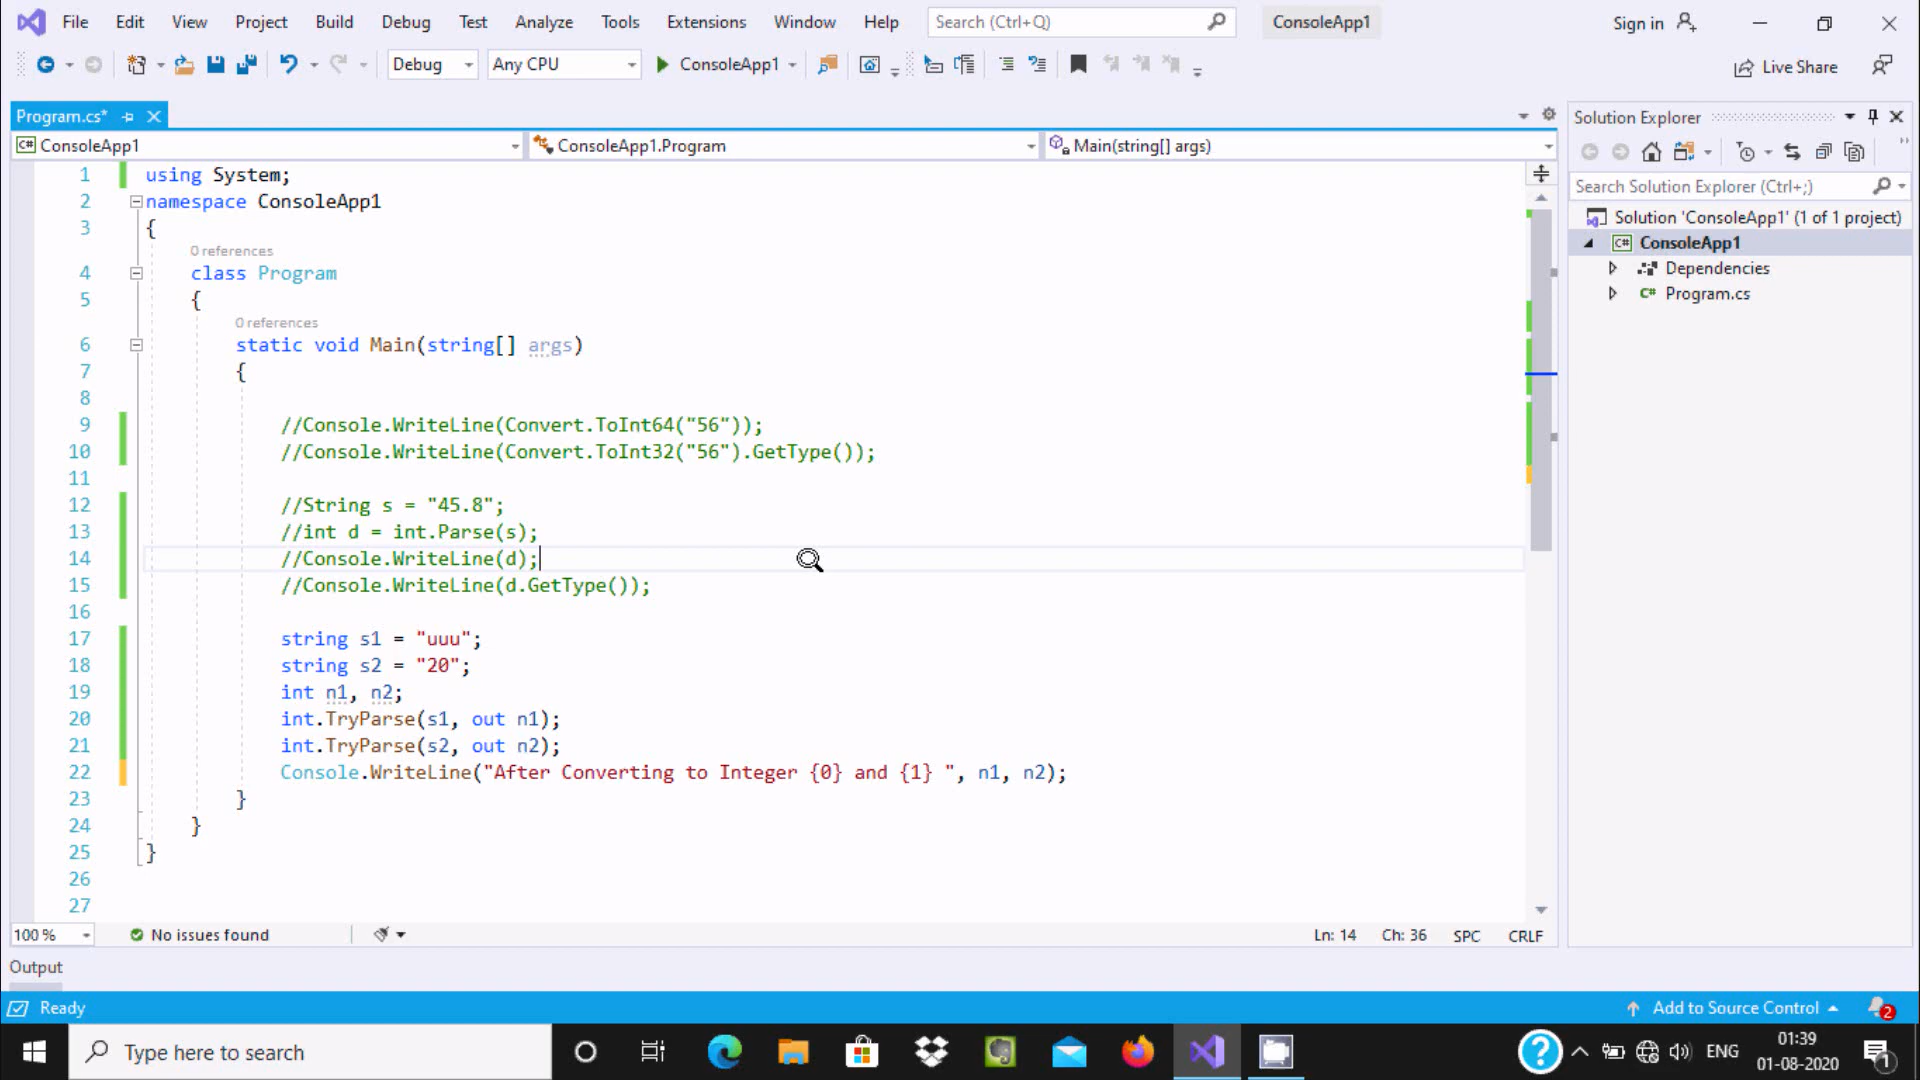 File Edit View Project Build Debug Test Analyze Tools Extensions Window Help Search (Ctrl+Q) ConsoleApp1 Sign in
Debug Any CPU ConsoleApp1 Live Share
Program.cs* Solution Explorer
C# ConsoleApp1 ConsoleApp1.Program Main(string[] args)
Search Solution Explorer (Ctrl+;)
Solution 'ConsoleApp1' (1 of 1 project)
C# ConsoleApp1
Dependencies
C# Program.cs
1 using System;
2 namespace ConsoleApp1
3 {
0 references
4 class Program
5 {
0 references
6 static void Main(string[] args)
7 {
8
9 //Console.WriteLine(Convert.ToInt64("56"));
10 //Console.WriteLine(Convert.ToInt32("56").GetType());
11
12 //String s = "45.8";
13 //int d = int.Parse(s);
14 //Console.WriteLine(d);
15 //Console.WriteLine(d.GetType());
16
17 string s1 = "uuu";
18 string s2 = "20";
19 int n1, n2;
20 int.TryParse(s1, out n1);
21 int.TryParse(s2, out n2);
22 Console.WriteLine("After Converting to Integer {0} and {1} ", n1, n2);
23 }
24 }
25 }
26
27
100 % No issues found Ln: 14 Ch: 36 SPC CRLF
Output
Ready Add to Source Control 2
Type here to search ENG 01:39
01-08-2020 1